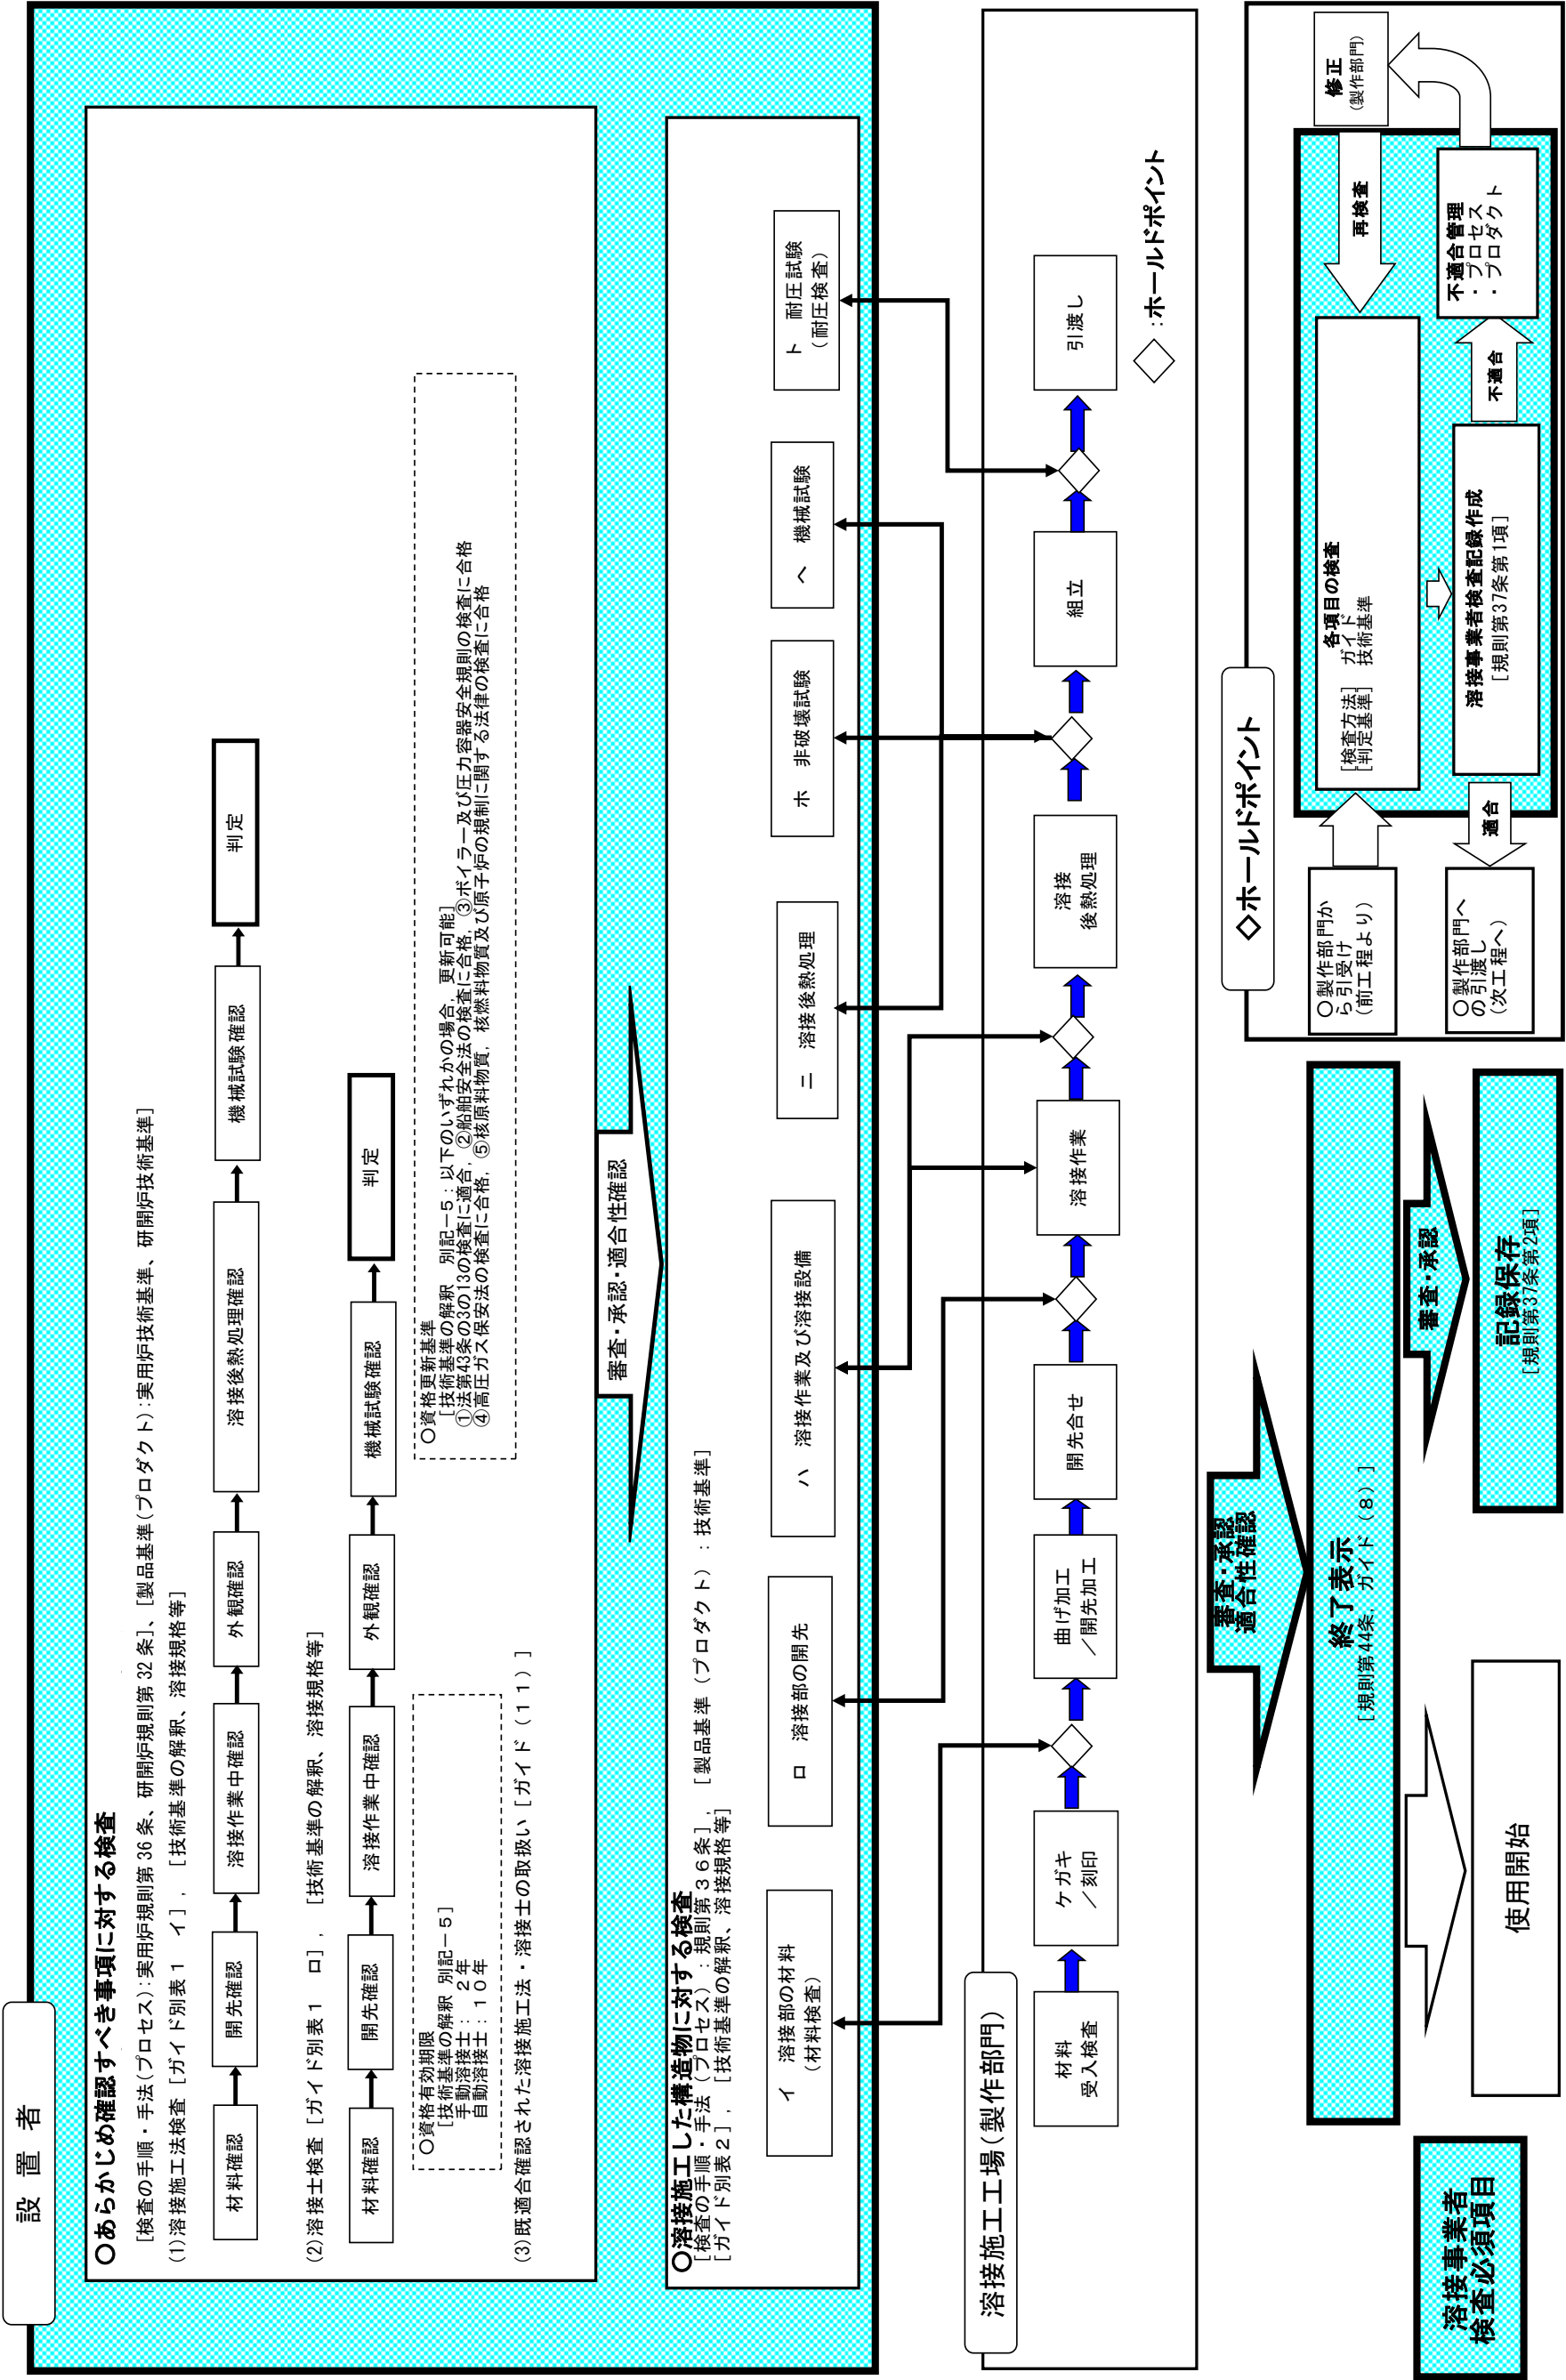 設置者
〇あらかじめ確認すべき事項に対する検査
[検査の手順・手法(プロセス):実用炉規則第36条、研開炉規則第32条]、[製品基準(プロダクト):実用炉技術基準、研開炉技術基準]
(1)溶接施工法検査[ガイド別表1 イ], [技術基準の解釈、溶接規格等]
材料確認
開先確認
溶接作業中確認
外観確認
溶接後熱処理確認
機械試験確認
判定
(2)溶接士検査[ガイド別表1 ロ], [技術基準の解釈、溶接規格等]
材料確認
開先確認
溶接作業中確認
外観確認
機械試験確認
判定
〇資格有効期限
[技術基準の解釈 別記-5]
手動溶接士:2年
自動溶接士:10年
〇資格更新基準
[技術基準の解釈 別記-5:以下のいずれかの場合,更新可能]
①法第43条の3の13の検査に適合,②船舶安全法の検査に合格,③ボイラー及び圧力容器安全規則の検査に合格
④高圧ガス保安法の検査に合格,⑤核原料物質,核燃料物質及び原子炉の規制に関する法律の検査に合格
(3)既適合確認された溶接施工法・溶接士の取扱い[ガイド(11)]
審査・承認・適合性確認
〇溶接施工した構造物に対する検査
[検査の手順・手法(プロセス):規則第36条], [製品基準(プロダクト):技術基準]
[ガイド別表2], [技術基準の解釈、溶接規格等]
イ 溶接部の材料
(材料検査)
ロ 溶接部の開先
ハ 溶接作業及び溶接設備
ニ 溶接後熱処理
ホ 非破壊試験
ヘ 機械試験
ト 耐圧試験
(耐圧検査)
溶接施工工場(製作部門)
材料
受入検査
ケガキ
/刻印
曲げ加工
/開先加工
開先合せ
溶接作業
溶接
後熱処理
組立
引渡し
◇:ホールドポイント
審査・承認
適合性確認
終了表示
[規則第44条,ガイド(8)]
審査・承認
記録保存
[規則第37条第2項]
使用開始
溶接事業者
検査必須項目
◇ホールドポイント
〇製作部門か
ら引受け
(前工程より)
各項目の検査
[検査方法] ガイド
[判定基準] 技術基準
再検査
修正
(製作部門)
〇製作部門へ
の引渡し
(次工程へ)
適合
溶接事業者検査記録作成
[規則第37条第1項]
不適合
不適合管理
・プロセス
・プロダクト